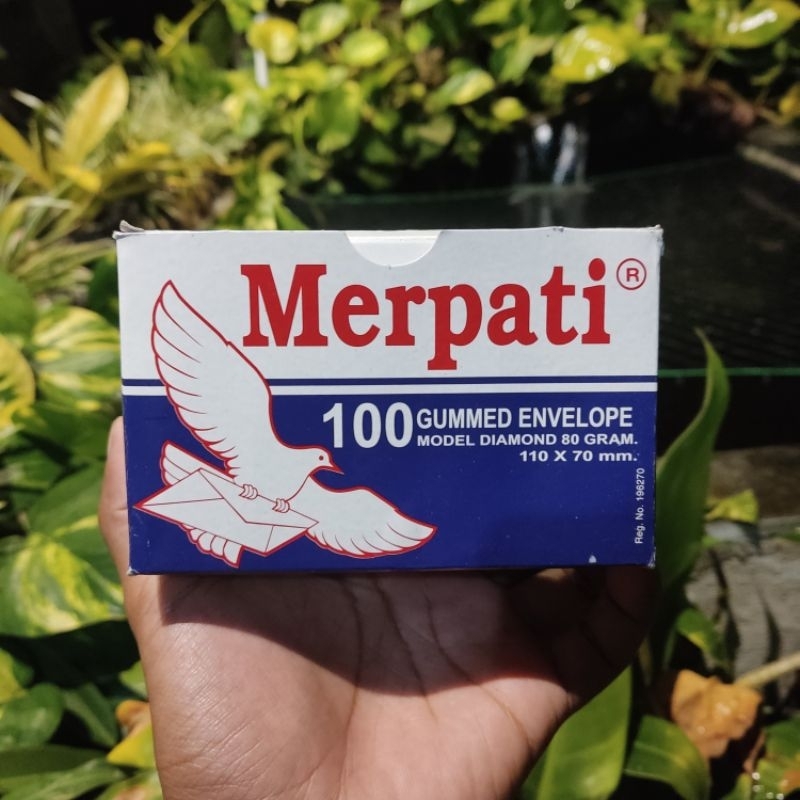 Merpati ®
100 GUMMED ENVELOPE
MODEL DIAMOND 80 GRAM.
110 X 70 mm.
Reg. No. 196270